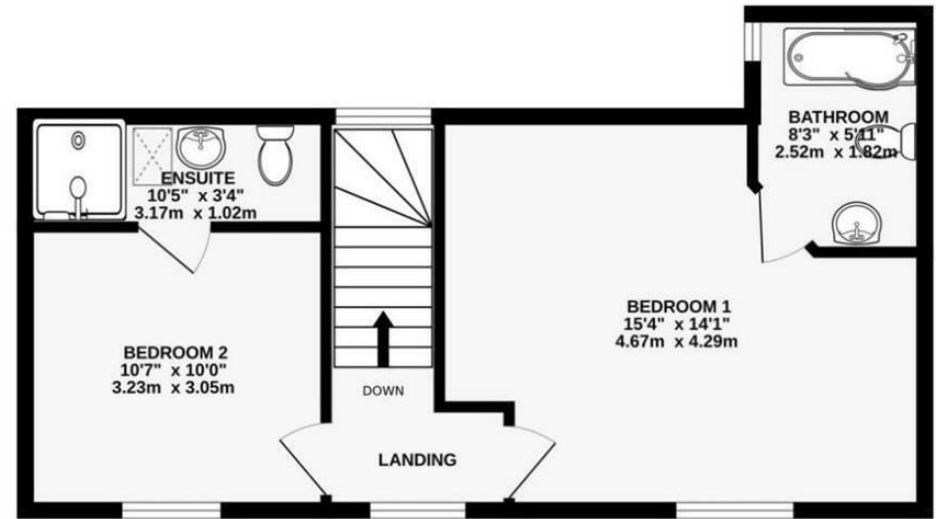 BATHROOM
8'3" x 5'11"
2.52m x 1.82m
ENSUITE
10'5" x 3'4"
3.17m x 1.02m
BEDROOM 1
15'4" x 14'1"
4.67m x 4.29m
BEDROOM 2
10'7" x 10'0"
3.23m x 3.05m
DOWN
LANDING